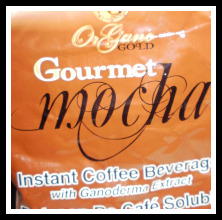 OrGano
GOLD
Gourmet
mocha
Instant Coffee Beverag
with Ganoderma Extract
De Café Solub